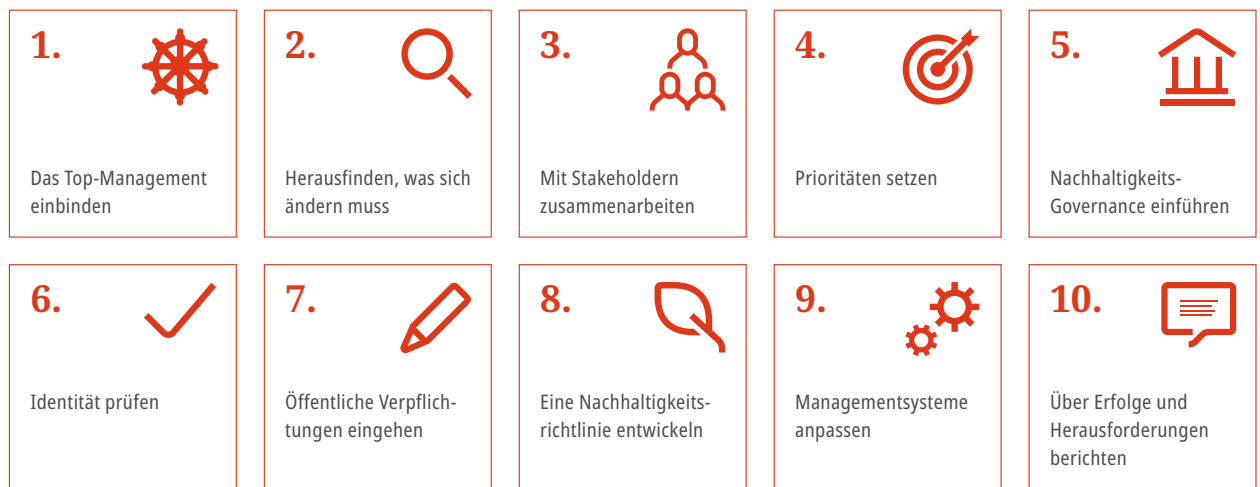 1.
Das Top-Management
einbinden
2.
Herausfinden, was sich
ändern muss
3.
Mit Stakeholdern
zusammenarbeiten
4.
Prioritäten setzen
5.
Nachhaltigkeits-
Governance einführen
6.
Identität prüfen
7.
Öffentliche Verpflich-
tungen eingehen
8.
Eine Nachhaltigkeits-
richtlinie entwickeln
9.
Managementsysteme
anpassen
10.
Über Erfolge und
Herausforderungen
berichten